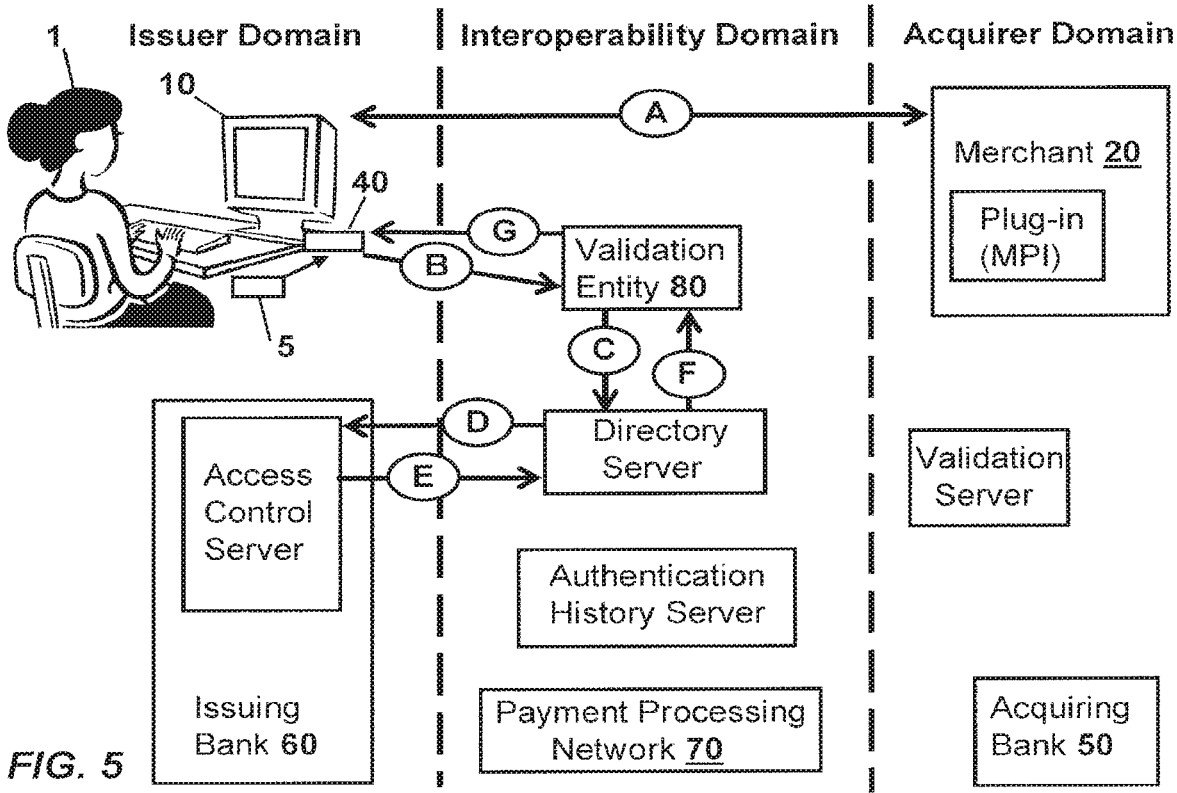 1
Issuer Domain
Interoperability Domain
Acquirer Domain
10
A
Merchant 20
Plug-in
(MPI)
40
G
B
Validation
Entity 80
5
C
F
D
E
Directory
Server
Access
Control
Server
Validation
Server
Authentication
History Server
Issuing
Bank 60
Payment Processing
Network 70
Acquiring
Bank 50
FIG. 5